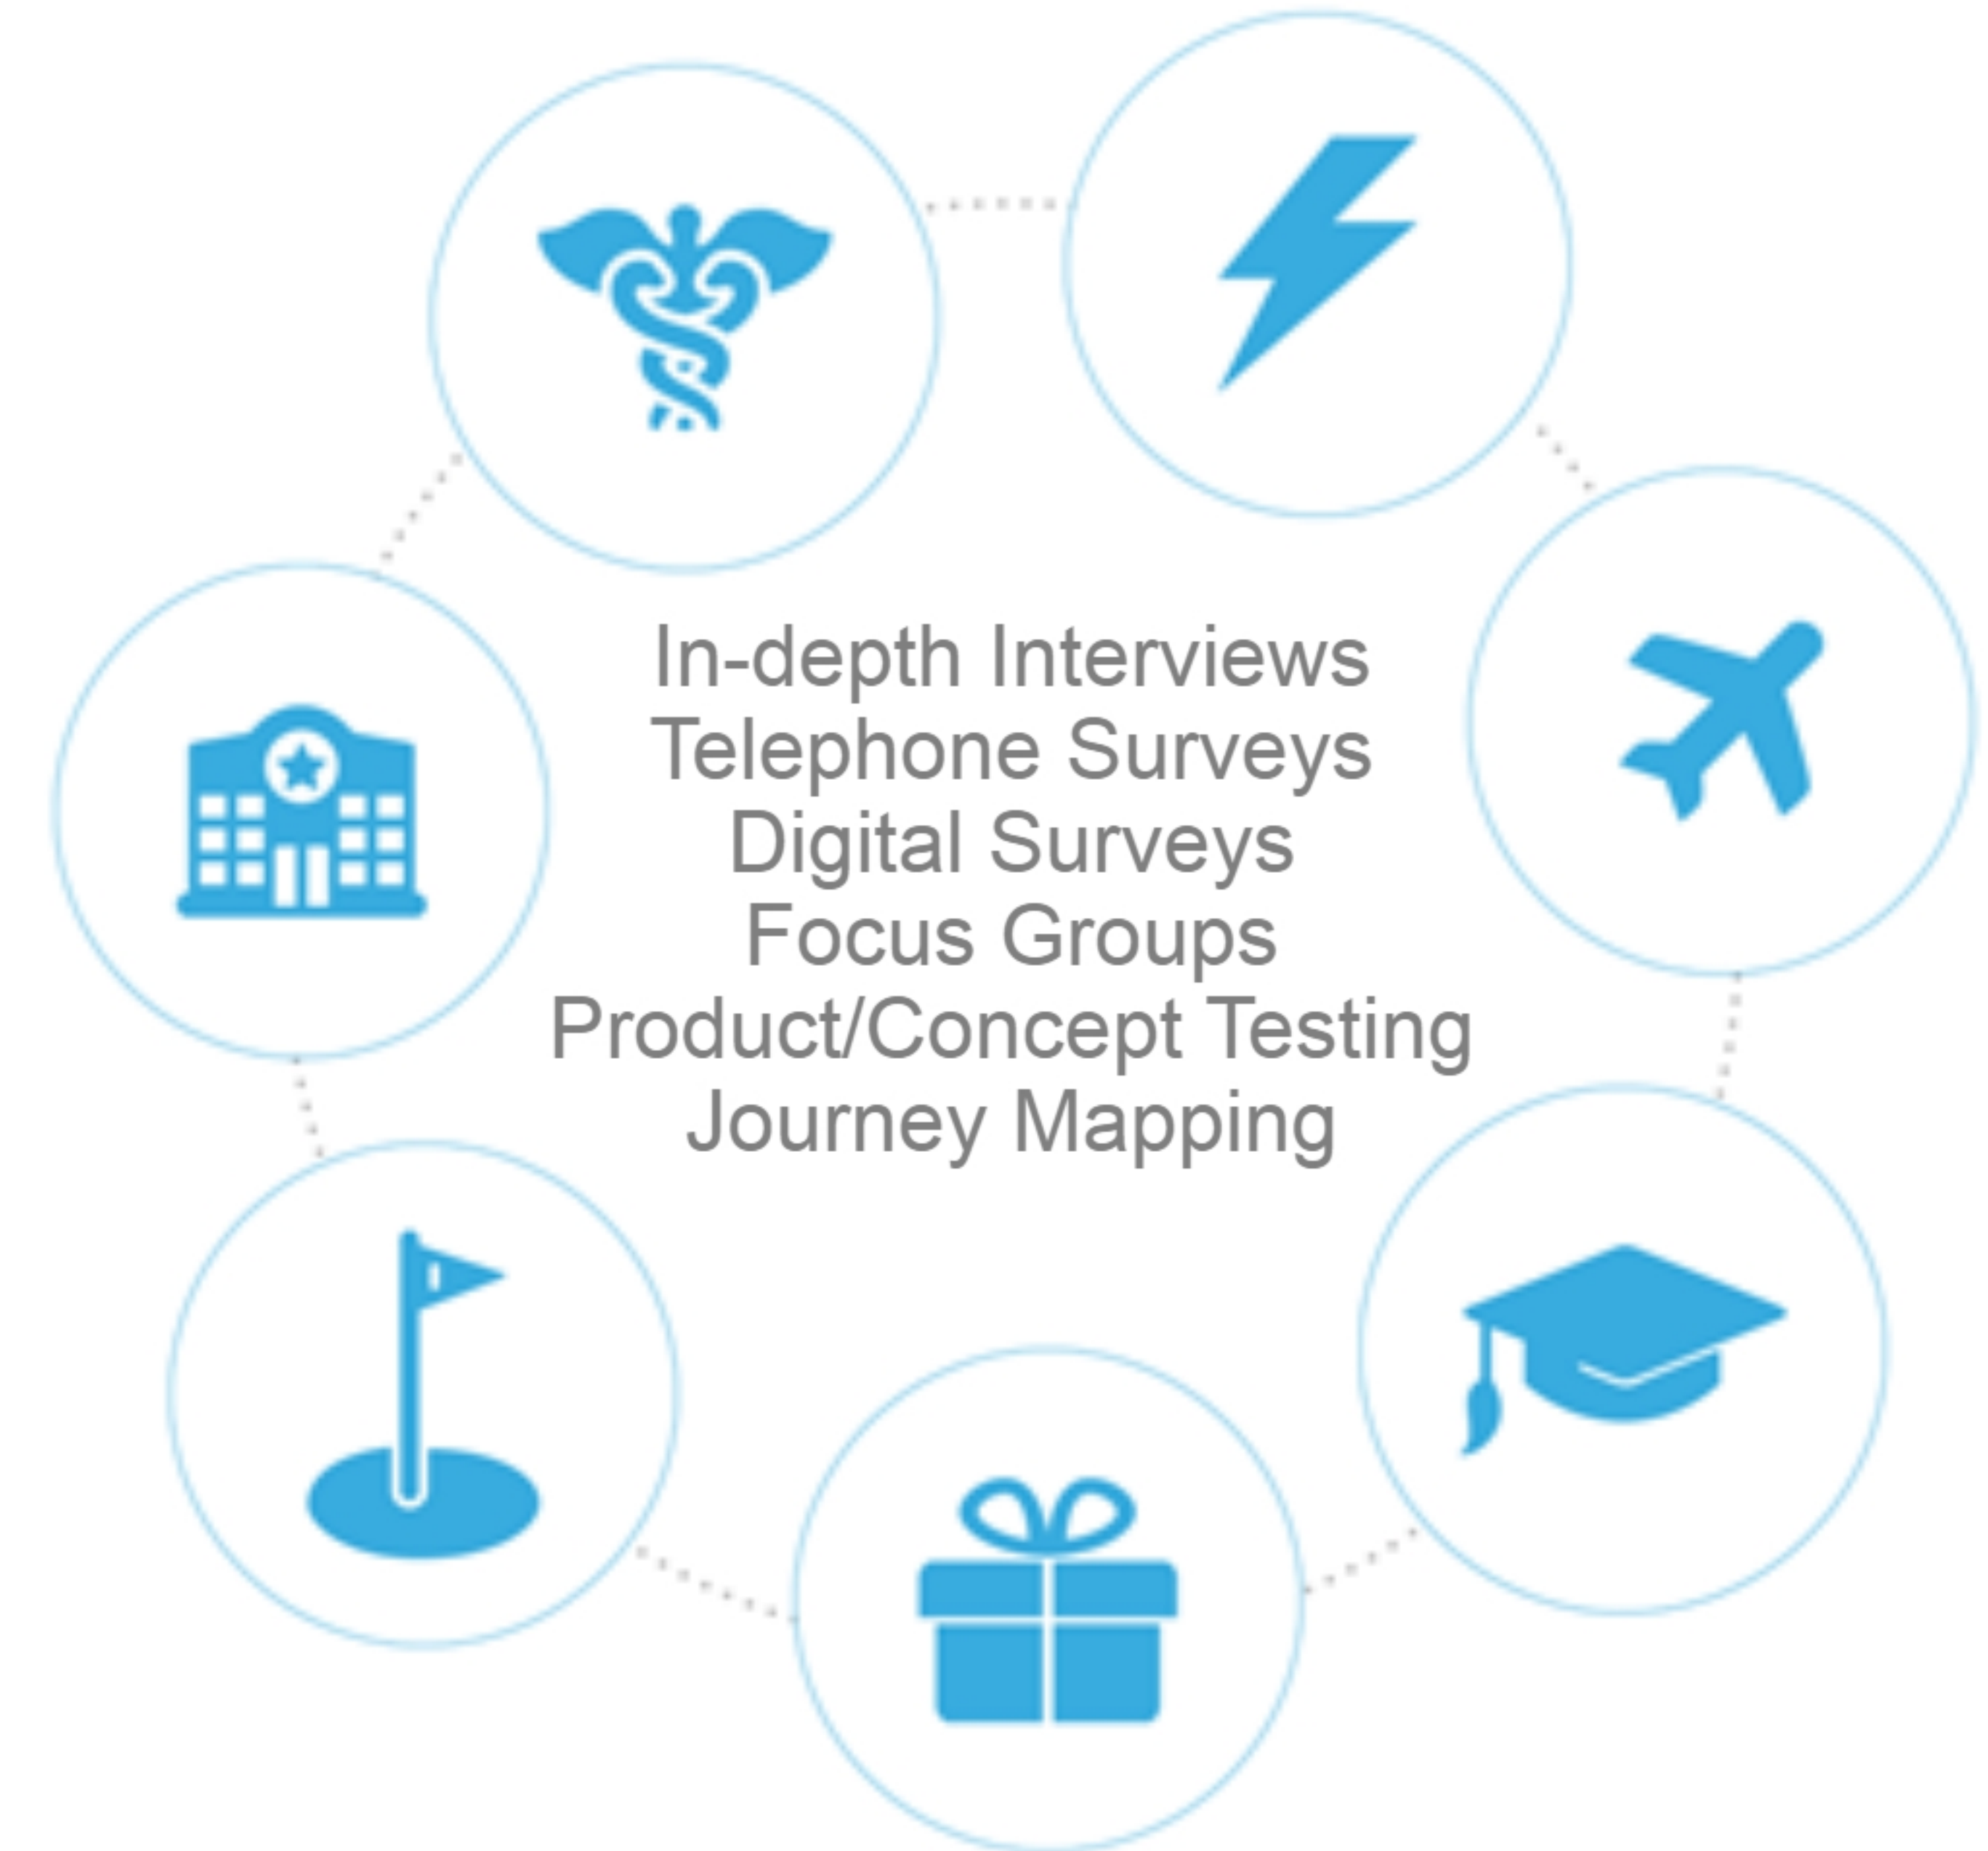 In-depth Interviews
Telephone Surveys
Digital Surveys
Focus Groups
Product/Concept Testing
Journey Mapping